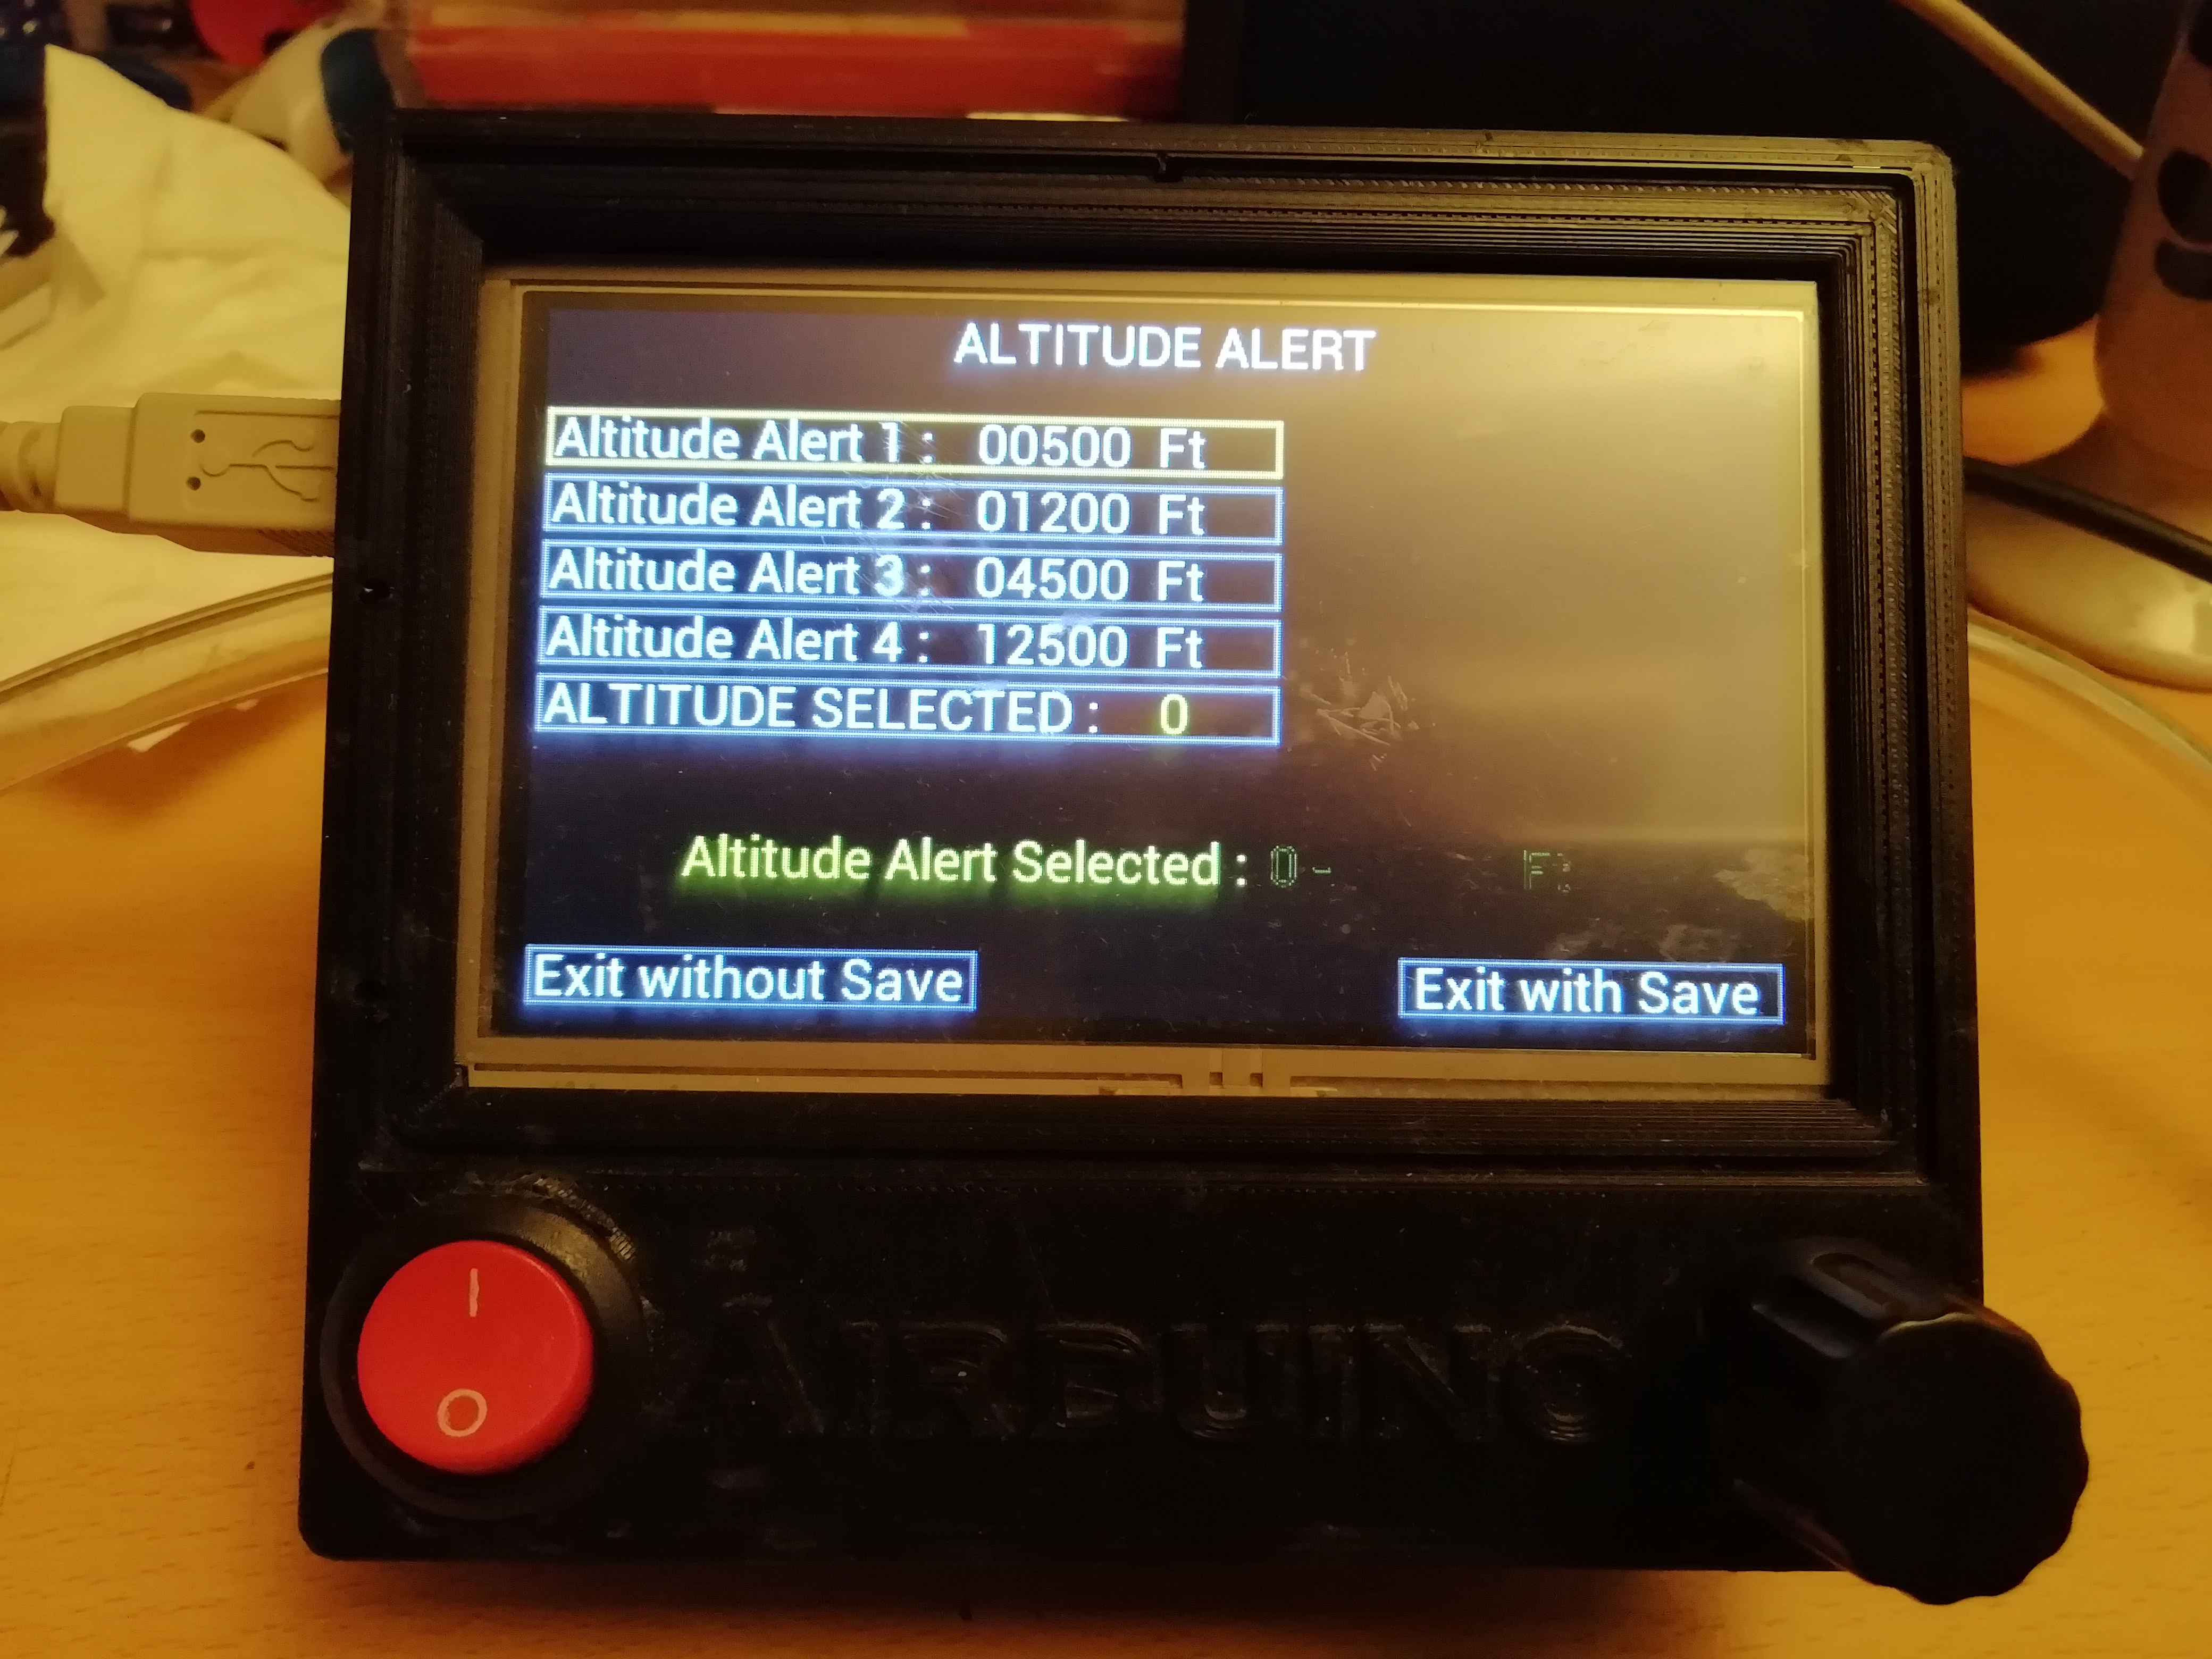 ALTITUDE ALERT
Altitude Alert 1 : 00500 Ft
Altitude Alert 2 : 01200 Ft
Altitude Alert 3 : 04500 Ft
Altitude Alert 4 : 12500 Ft
ALTITUDE SELECTED : 0
Altitude Alert Selected : 0 -
Exit without Save
Exit with Save
I
O
AIRDUINO